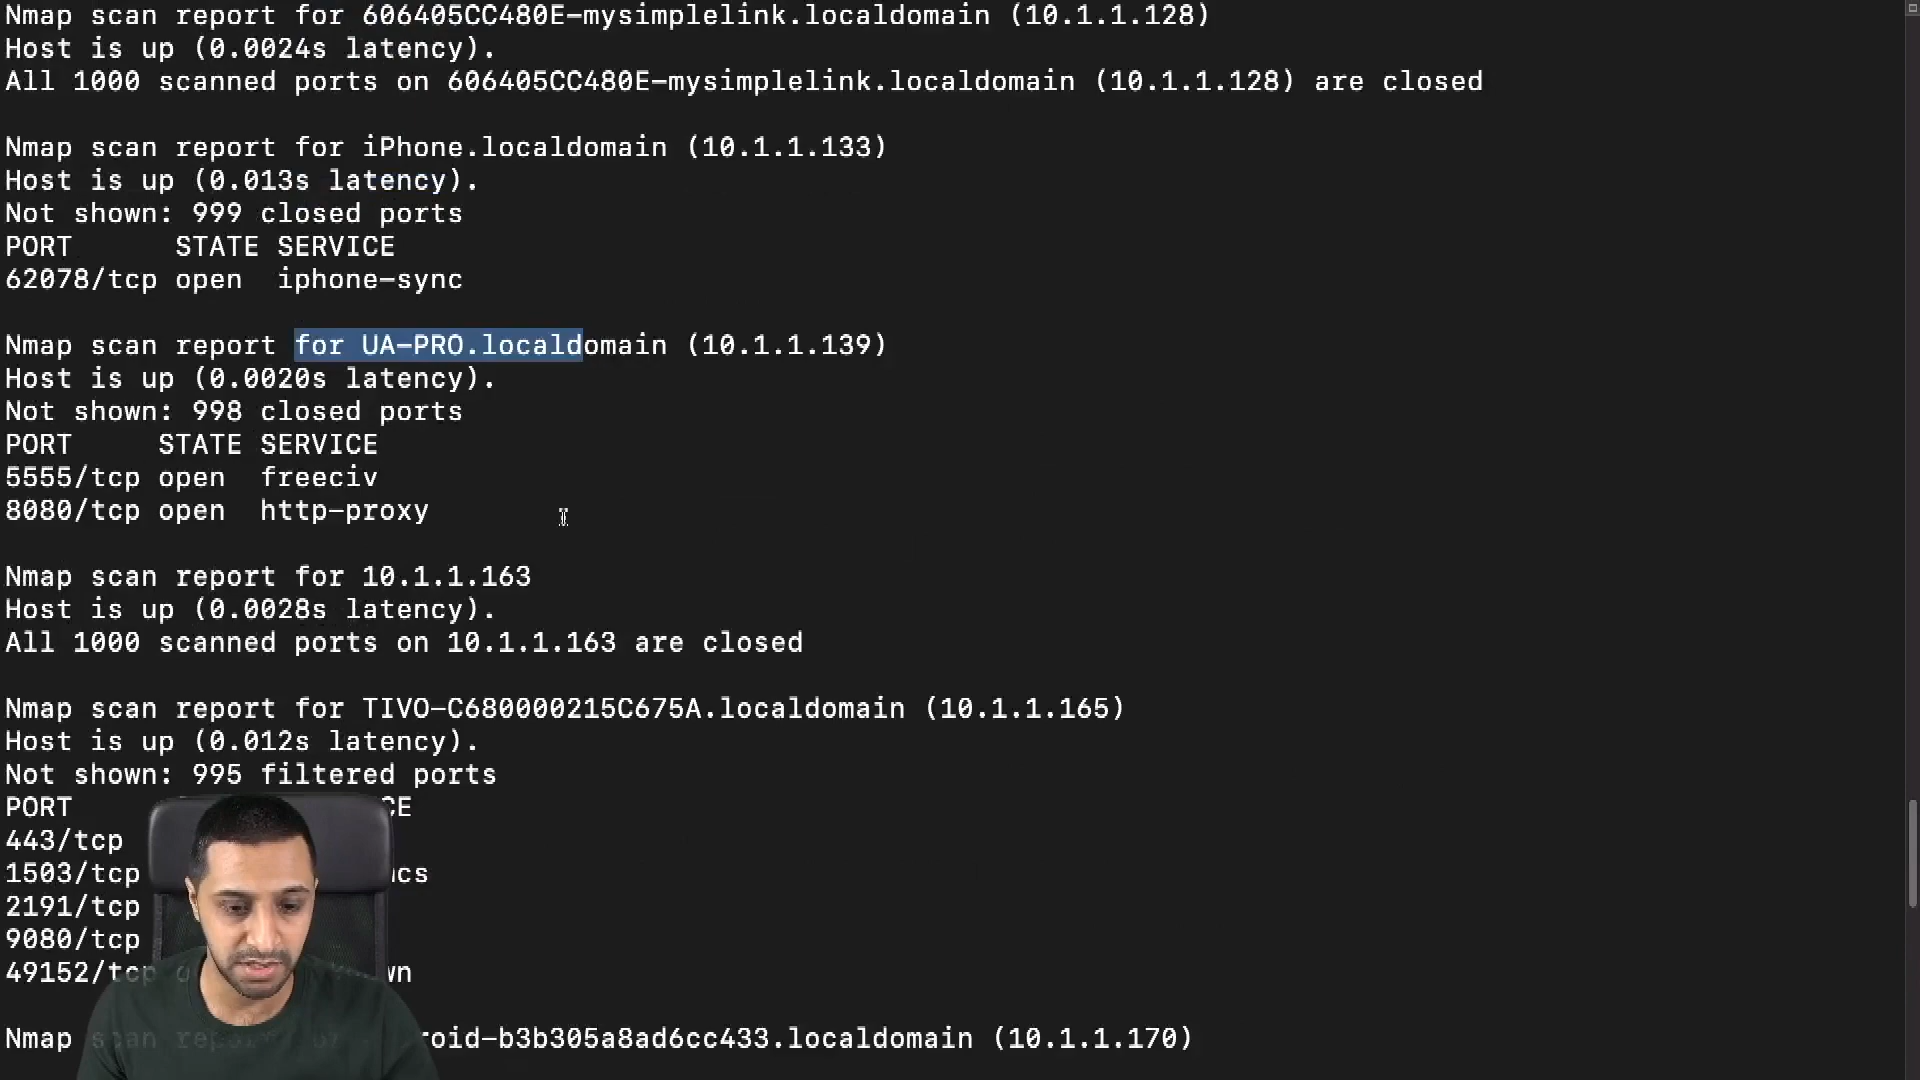 Nmap scan report for 606405CC480E-mysimplelink.localdomain (10.1.1.128)
Host is up (0.0024s latency).
All 1000 scanned ports on 606405CC480E-mysimplelink.localdomain (10.1.1.128) are closed
Nmap scan report for iPhone.localdomain (10.1.1.133)
Host is up (0.013s latency).
Not shown: 999 closed ports
PORT STATE SERVICE
62078/tcp open iphone-sync
Nmap scan report for UA-PRO.localdomain (10.1.1.139)
Host is up (0.0020s latency).
Not shown: 998 closed ports
PORT STATE SERVICE
5555/tcp open freeciv
8080/tcp open http-proxy
Nmap scan report for 10.1.1.163
Host is up (0.0028s latency).
All 1000 scanned ports on 10.1.1.163 are closed
Nmap scan report for TIVO-C680000215C675A.localdomain (10.1.1.165)
Host is up (0.012s latency).
Not shown: 995 filtered ports
PORT
443/tcp
1503/tcp
2191/tcp
9080/tcp
49152/tcp
Nmap scan roid-b3b305a8ad6cc433.localdomain (10.1.1.170)